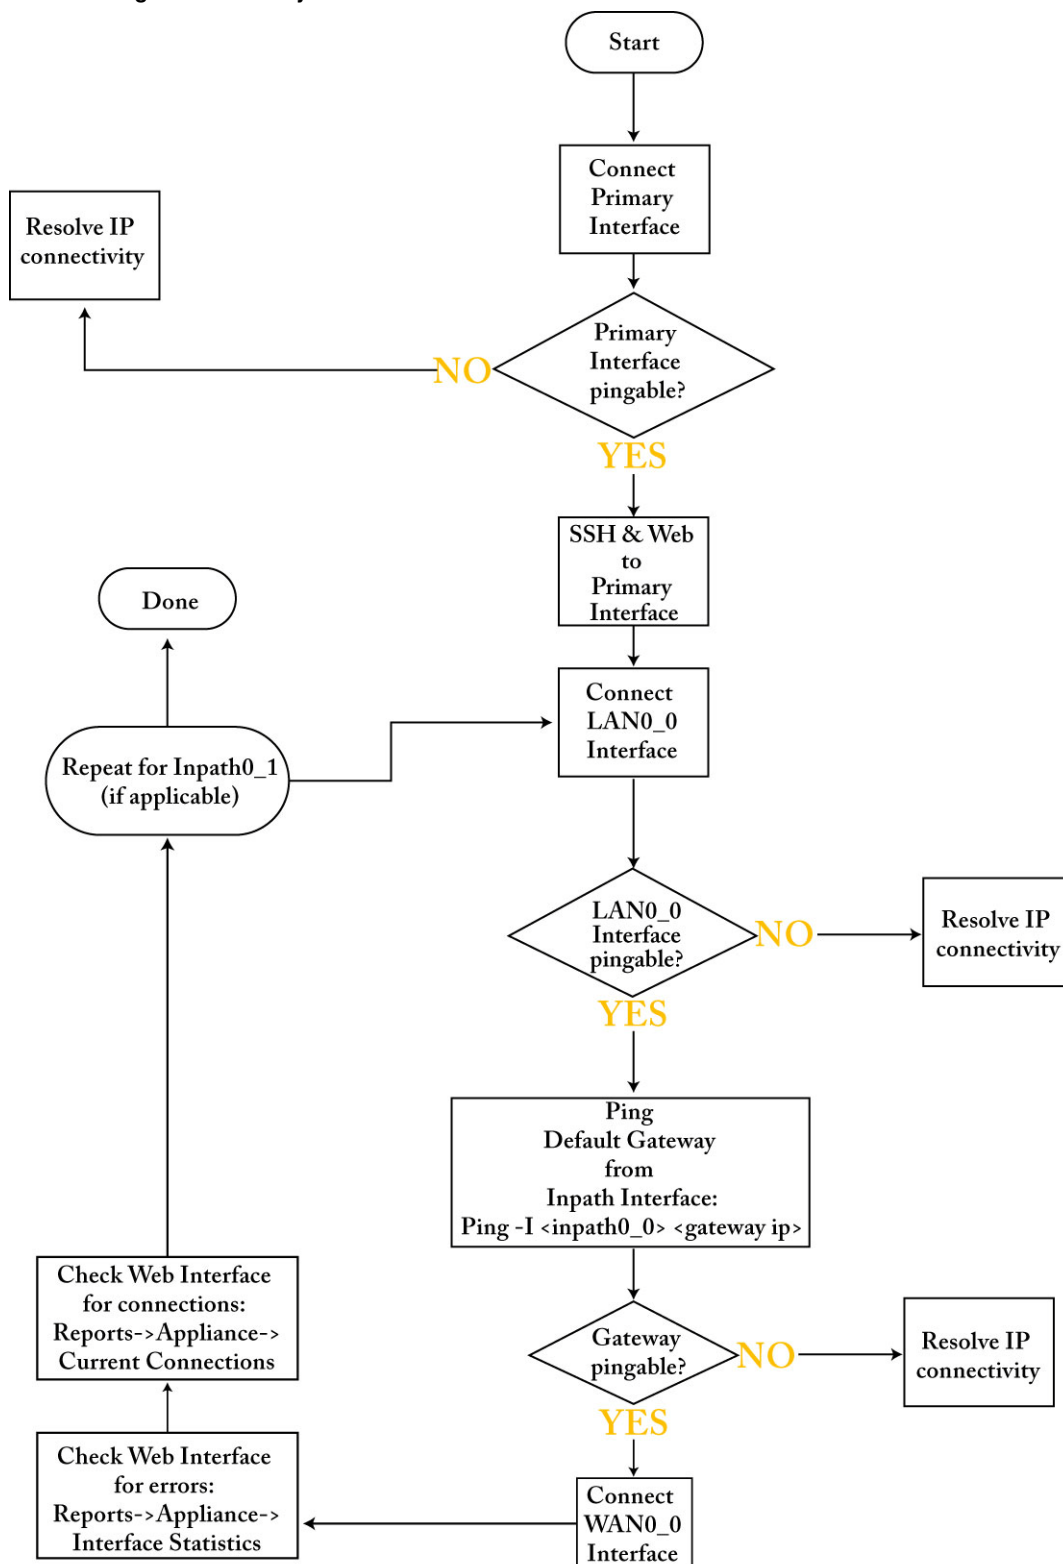 Start
Connect
Primary
Interface
Resolve IP
connectivity
Primary
Interface
pingable?
NO
YES
SSH & Web
to
Primary
Interface
Done
Connect
LAN0_0
Interface
Repeat for Inpath0_1
(if applicable)
LAN0_0
Interface
pingable?
NO
Resolve IP
connectivity
YES
Ping
Default Gateway
from
Inpath Interface:
Ping -I <inpath0_0> <gateway ip>
Check Web Interface
for connections:
Reports->Appliance->
Current Connections
Gateway
pingable?
NO
Resolve IP
connectivity
YES
Check Web Interface
for errors:
Reports->Appliance->
Interface Statistics
Connect
WAN0_0
Interface